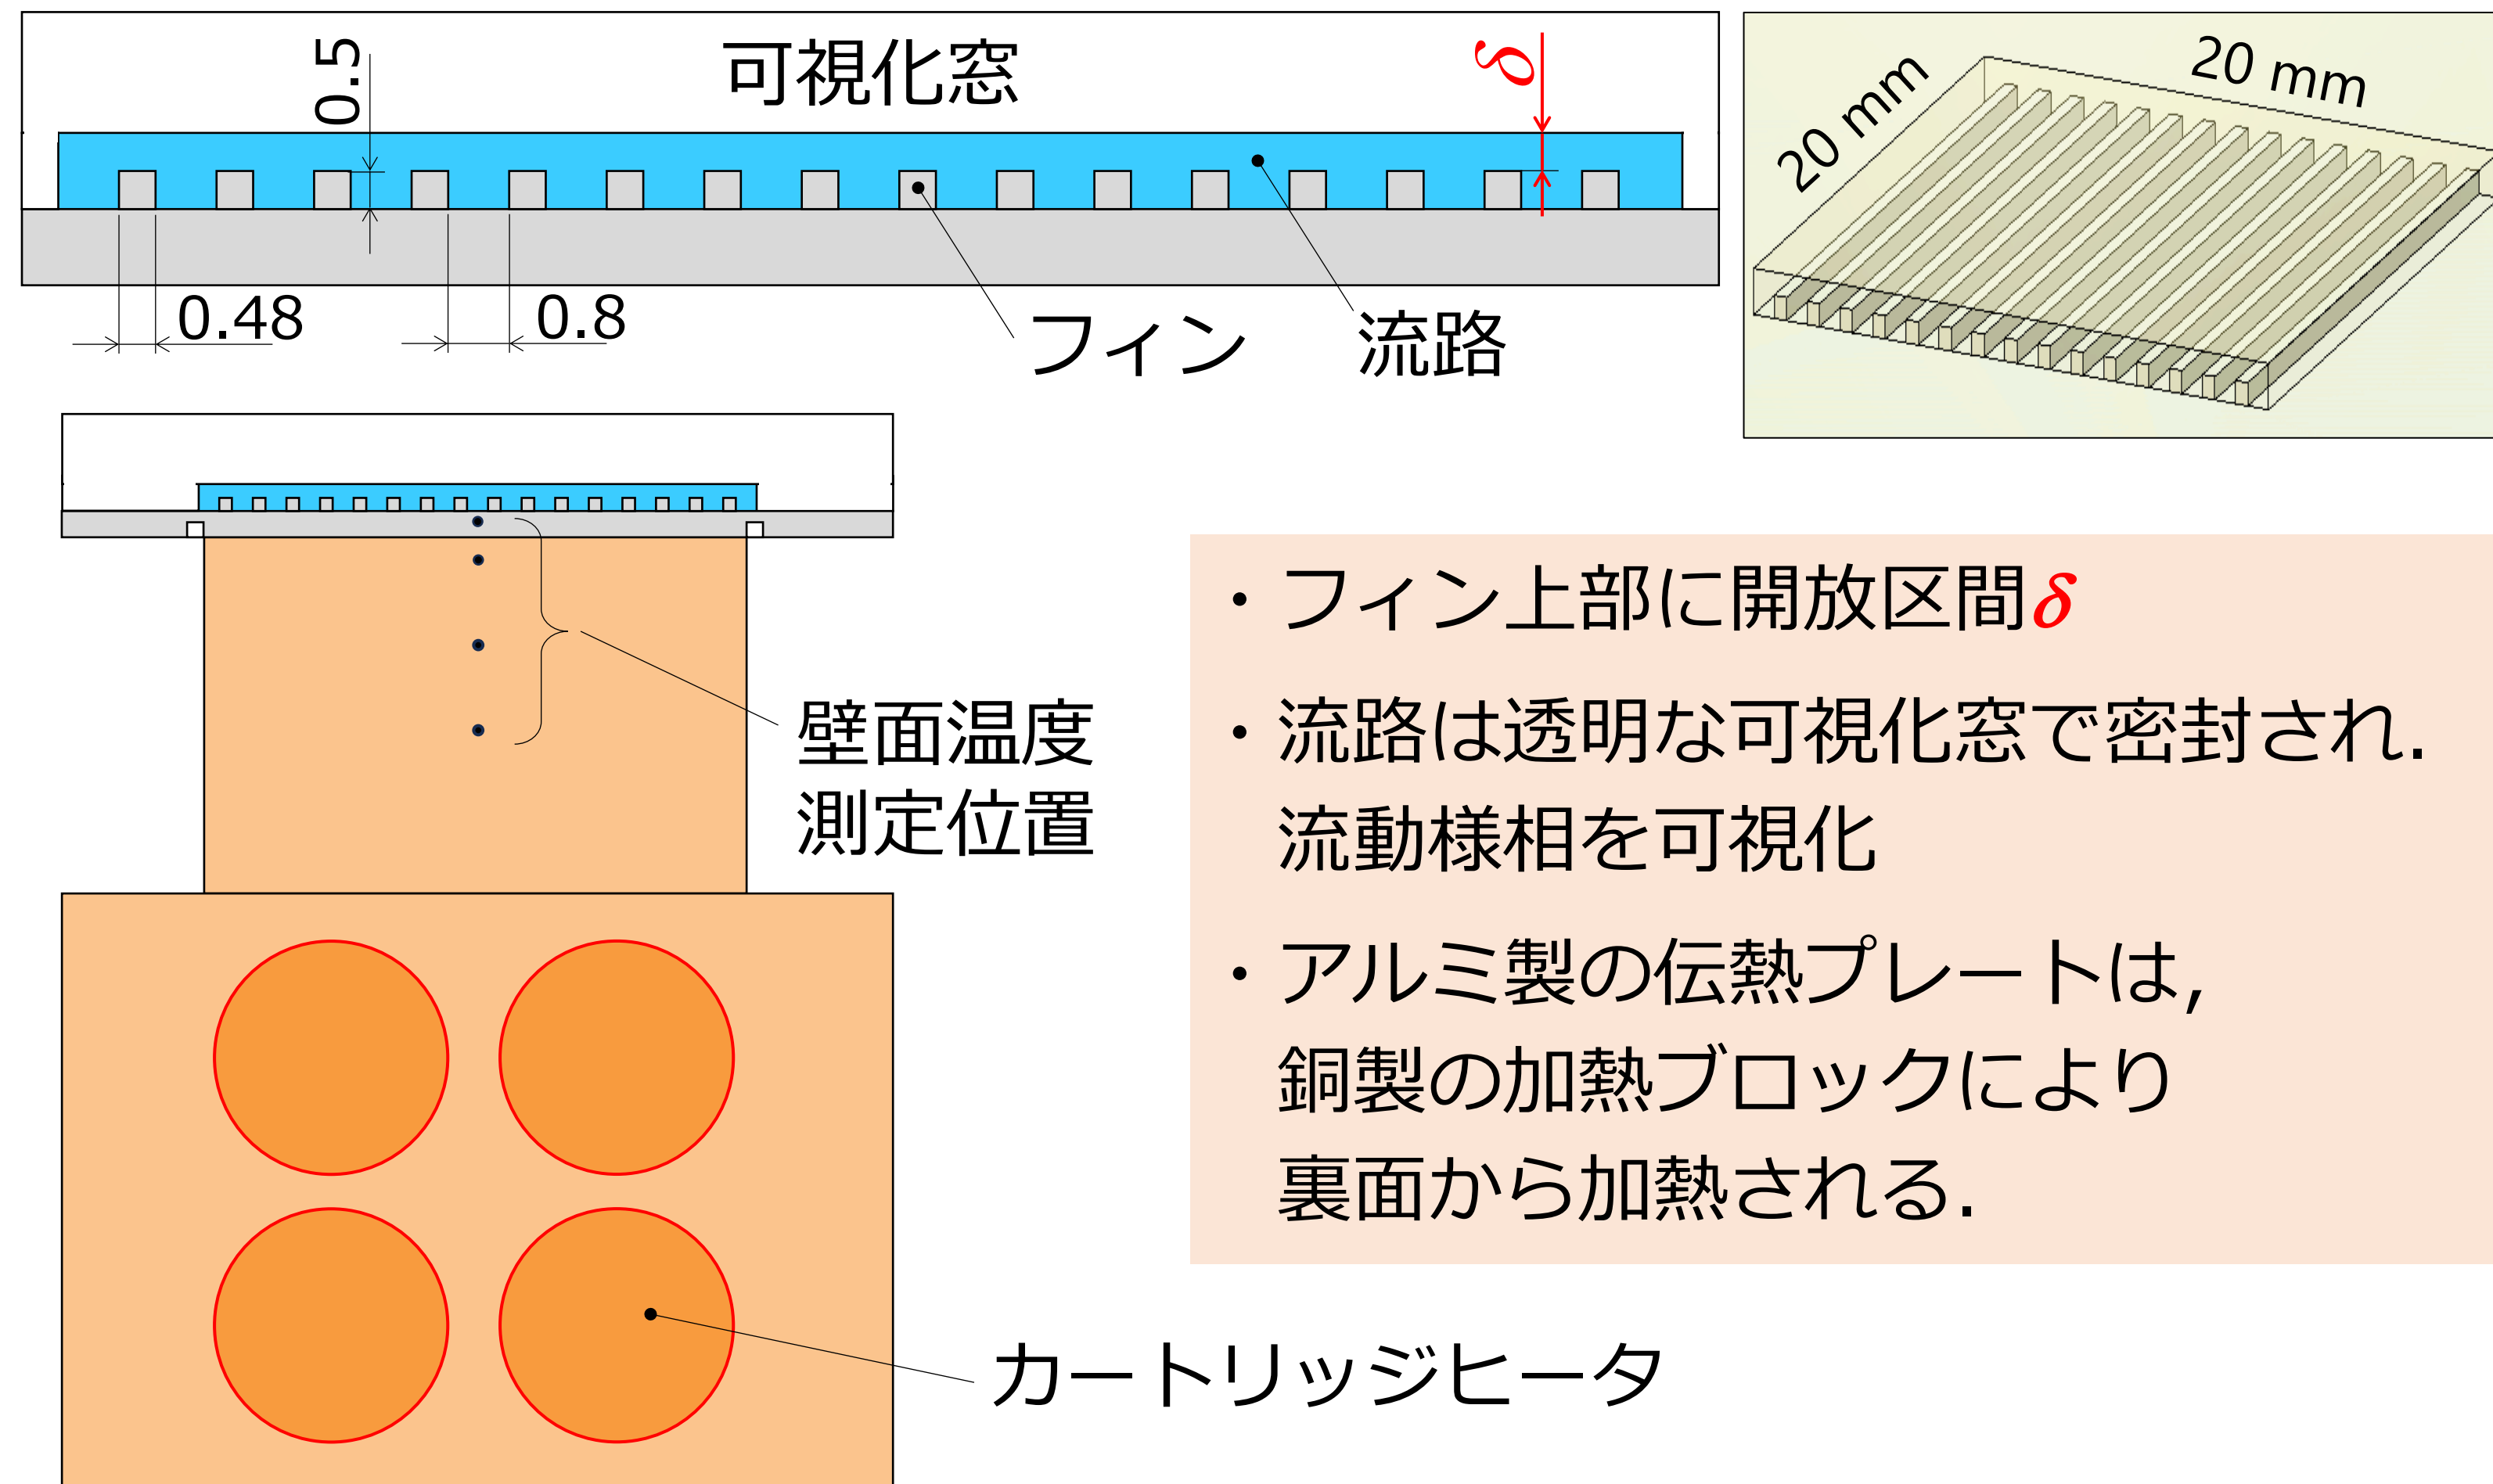 可視化窓
0.5
δ
0.48
0.8
フィン
流路
20 mm
20 mm
壁面温度
測定位置
カートリッジヒータ
・フィン上部に開放区間δ
・流路は透明な可視化窓で密封され.
流動様相を可視化
・アルミ製の伝熱プレートは,
銅製の加熱ブロックにより
裏面から加熱される.